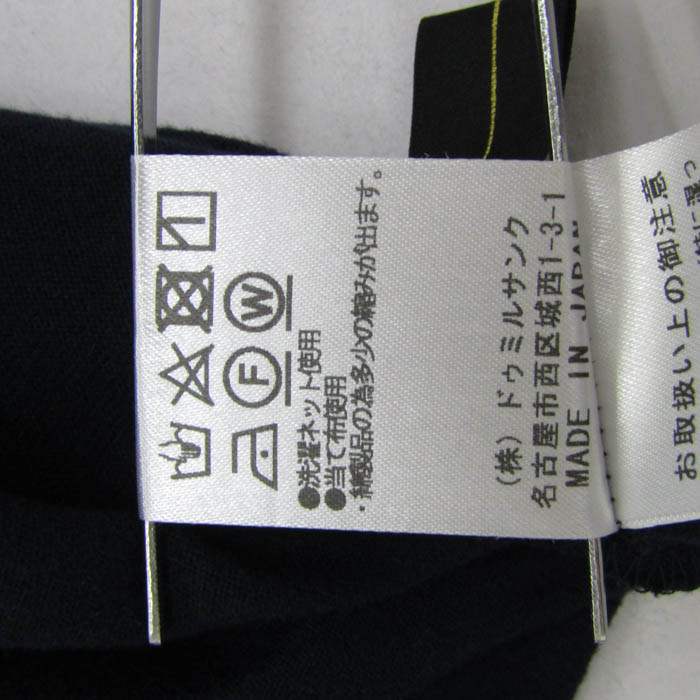 F W
●洗濯ネット使用
●当て布使用
・綿製品の為多少の縮みが出ます。
(株)ドゥミルサンク
名古屋市西区城西1-3-1
MADE IN JAPAN
お取扱い上の御注意